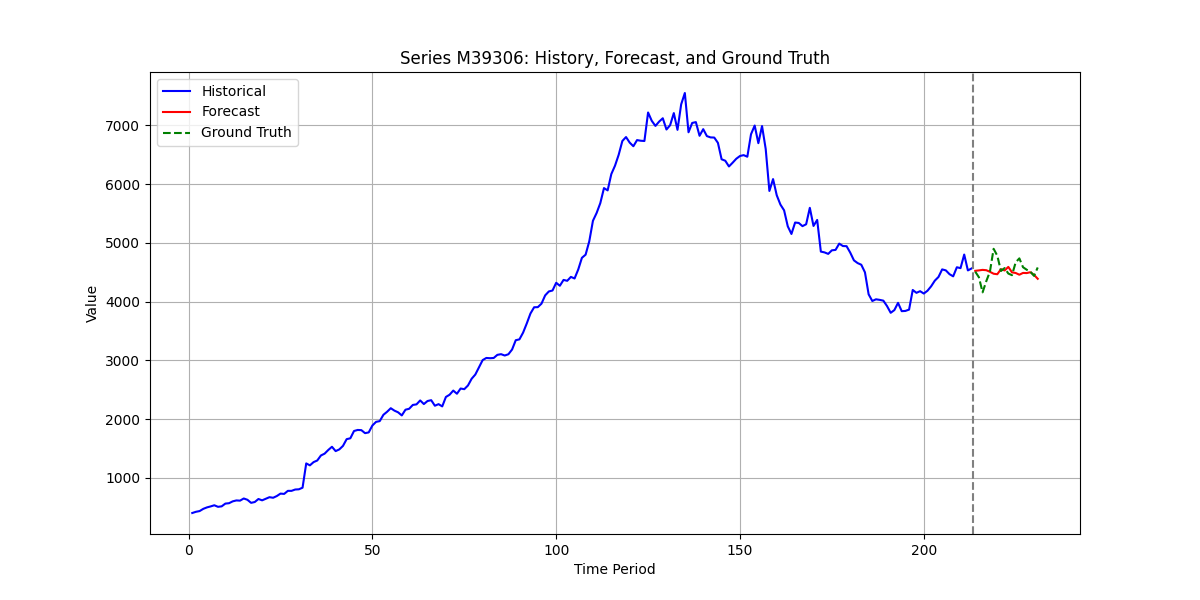 Series M39306: History, Forecast, and Ground Truth
Historical
Forecast
Ground Truth
7000
6000
5000
4000
3000
2000
1000
Value
0
50
100
150
200
Time Period